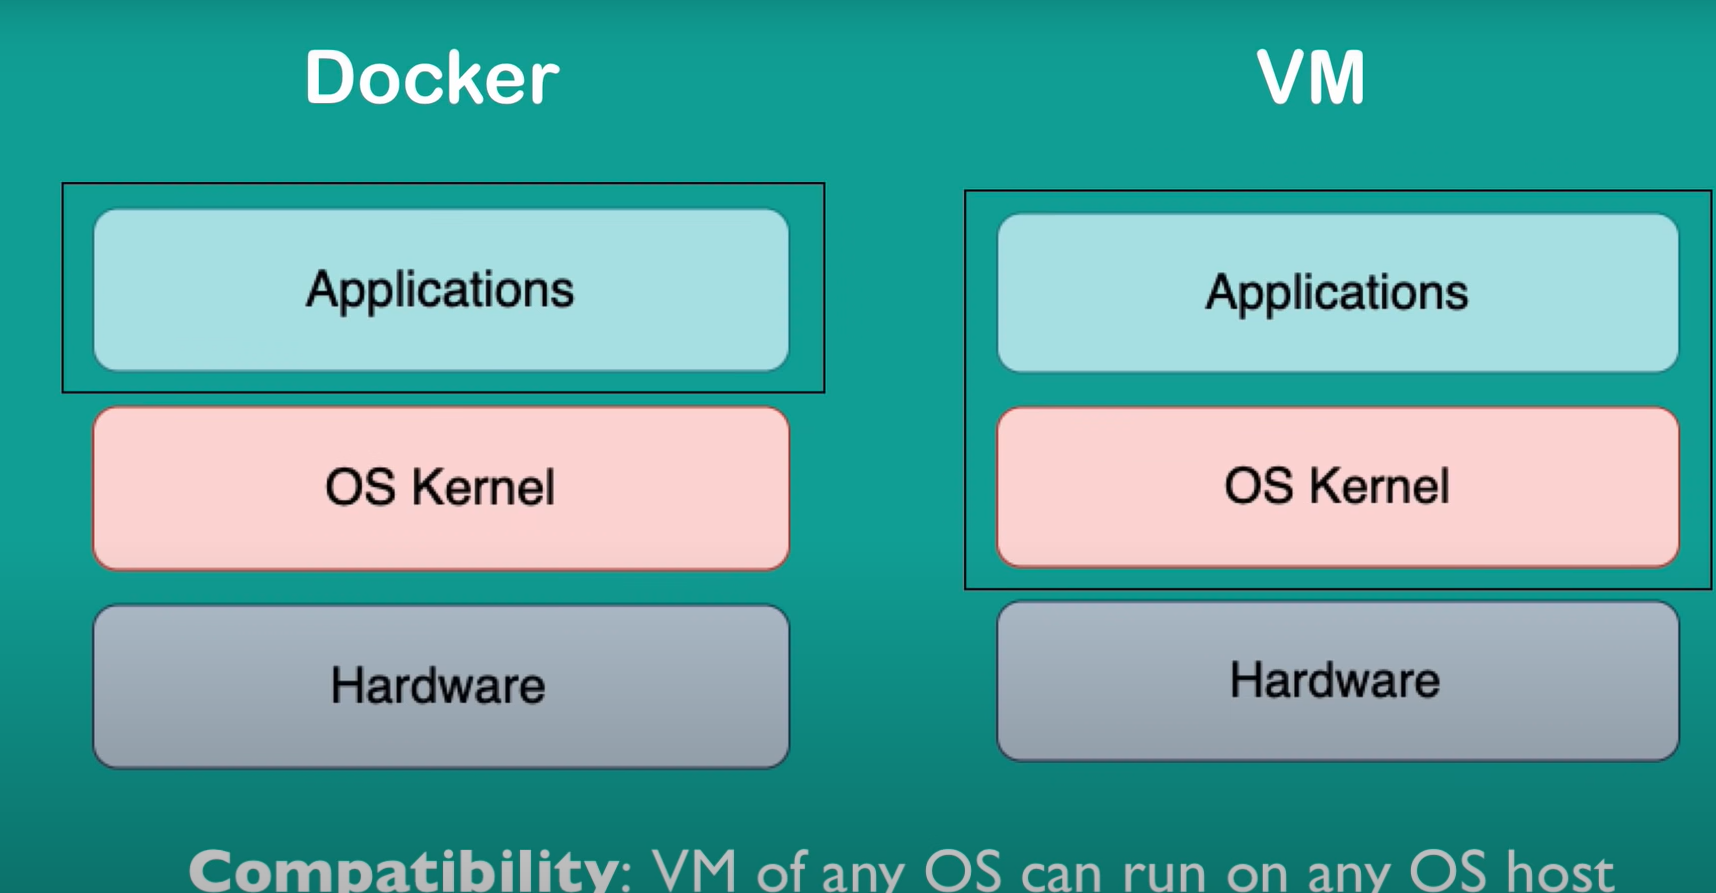 Docker
VM
Applications
Applications
OS Kernel
OS Kernel
Hardware
Hardware
Compatibility: VM of any OS can run on any OS host